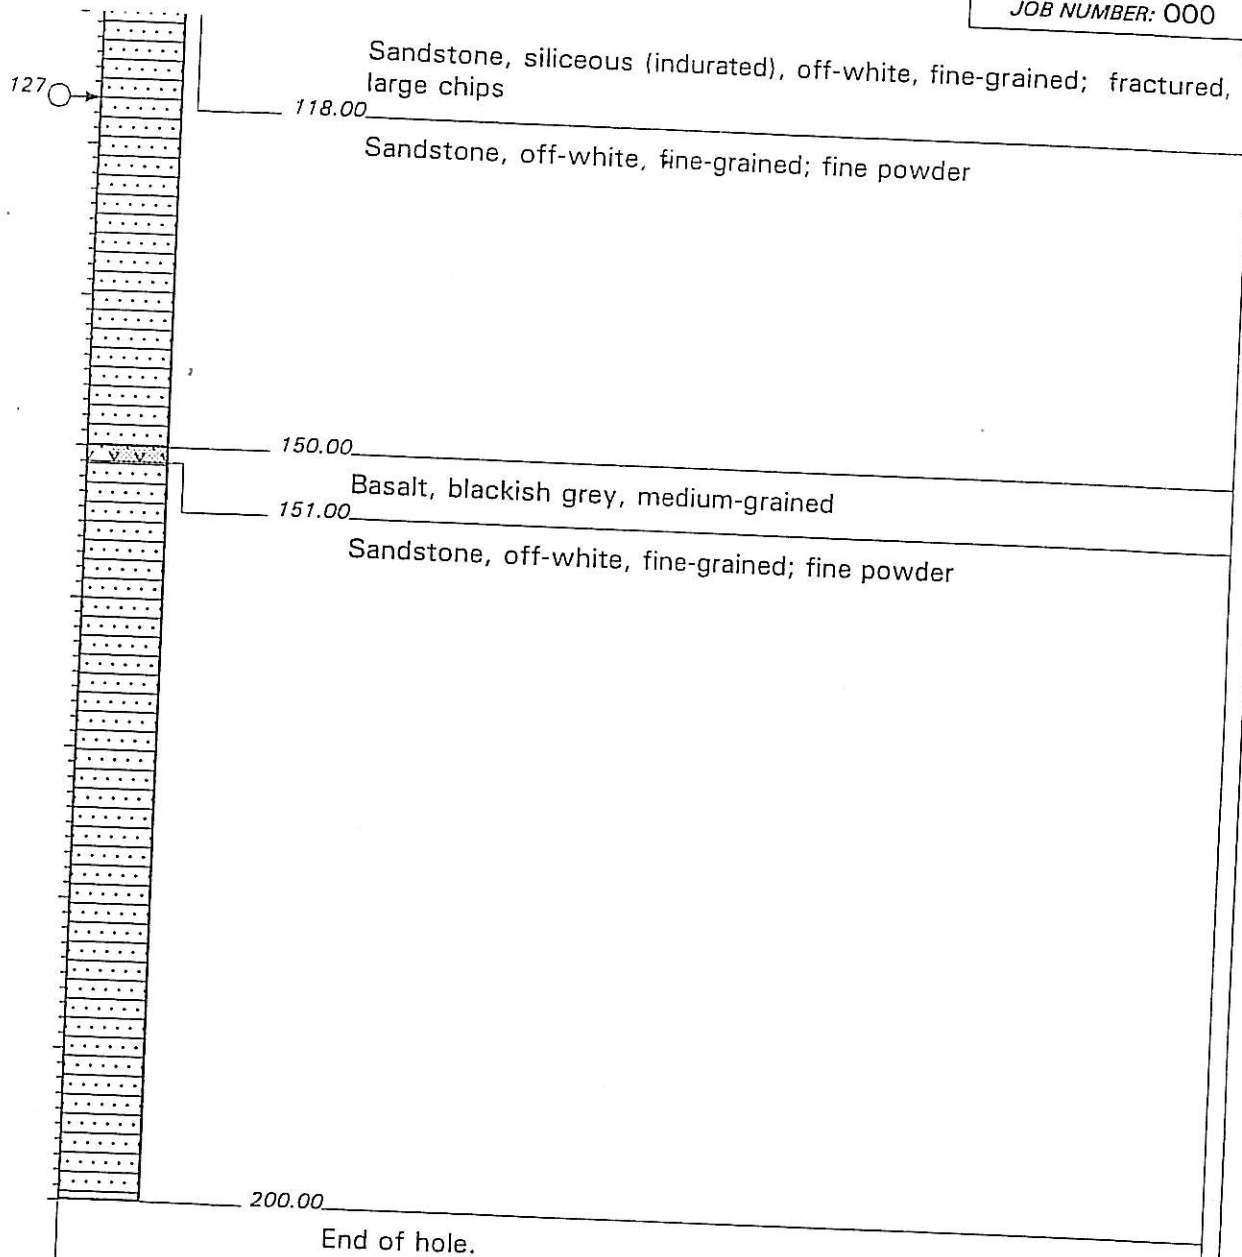 JOB NUMBER: 000
Sandstone, siliceous (indurated), off-white, fine-grained; fractured,
large chips
127
118.00
Sandstone, off-white, fine-grained; fine powder
150.00
Basalt, blackish grey, medium-grained
151.00
Sandstone, off-white, fine-grained; fine powder
200.00
End of hole.